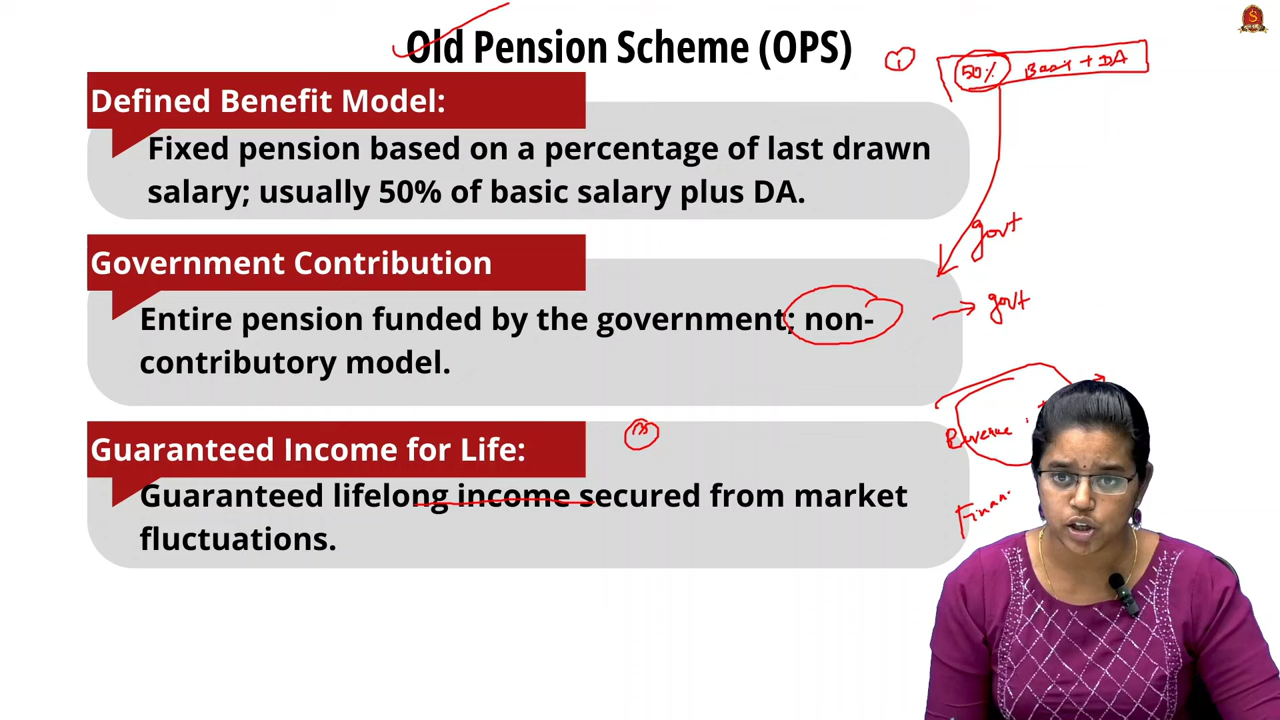 Old Pension Scheme (OPS)
50% Basic + DA
Defined Benefit Model:
Fixed pension based on a percentage of last drawn
salary; usually 50% of basic salary plus DA.
govt
Government Contribution
Entire pension funded by the government; non-
contributory model.
govt
Guaranteed Income for Life:
Guaranteed lifelong income secured from market
fluctuations.
Revenue
Finan